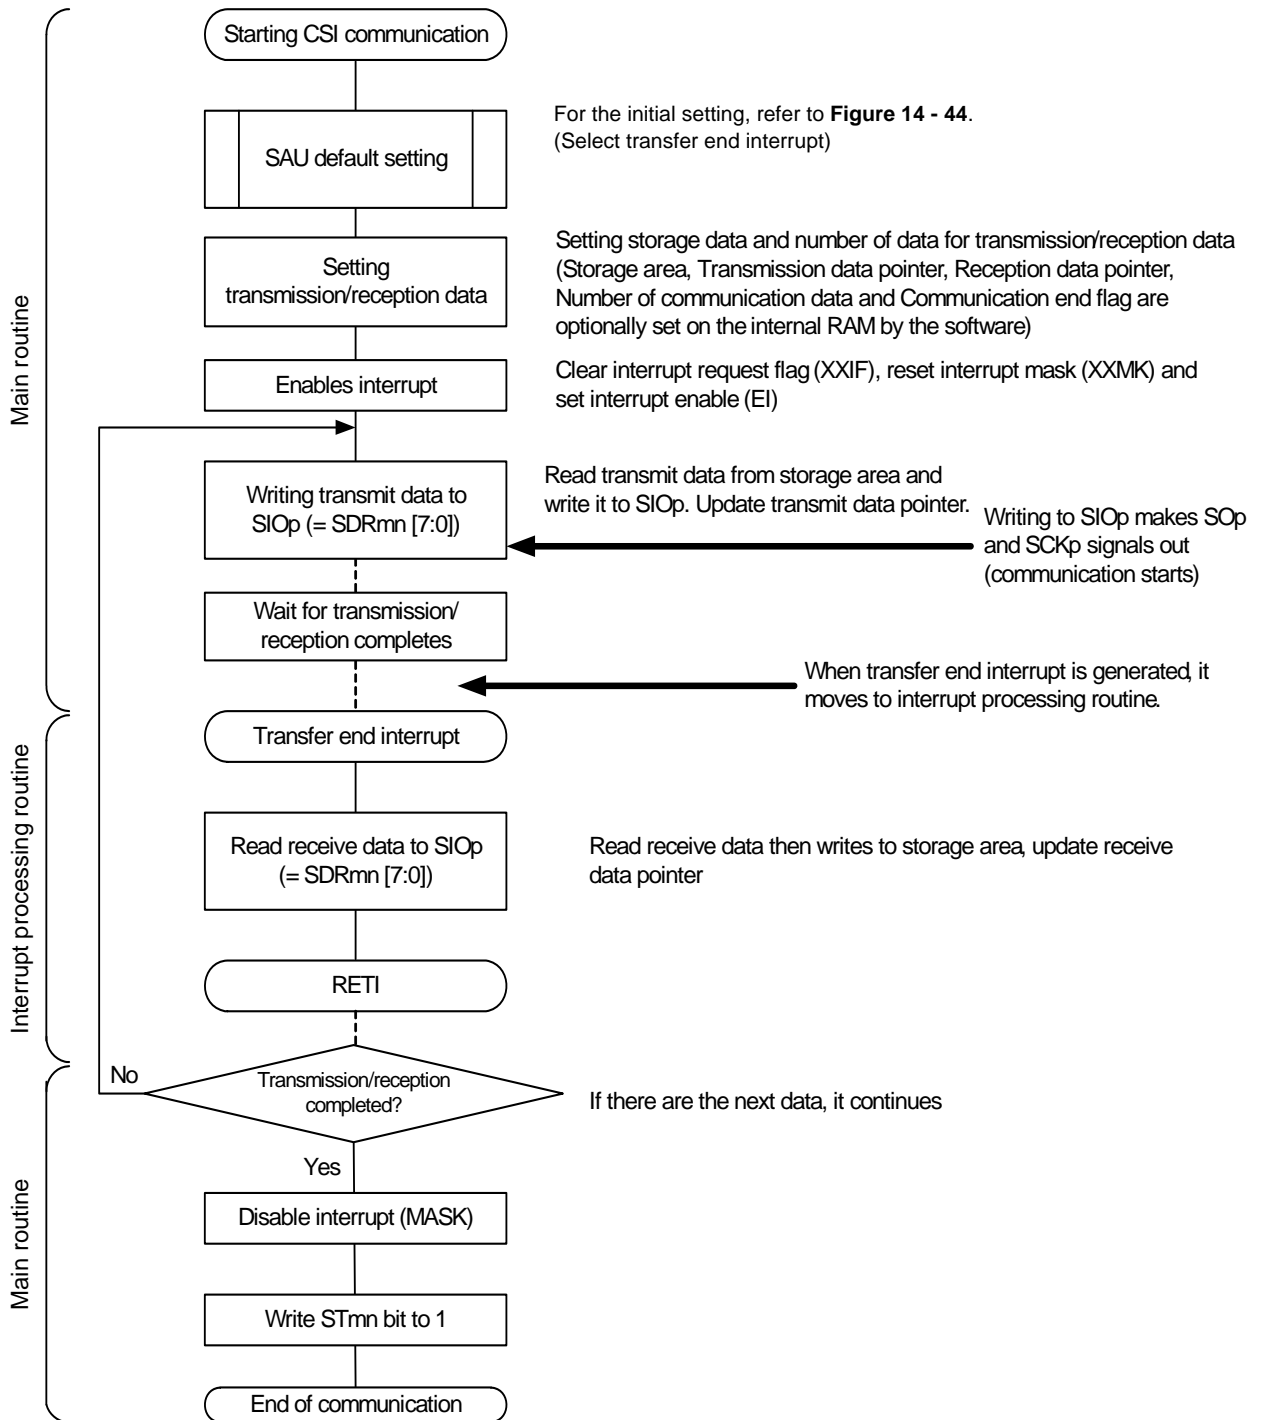 Starting CSI communication
For the initial setting, refer to Figure 14 - 44.
(Select transfer end interrupt)
SAU default setting
Setting storage data and number of data for transmission/reception data
(Storage area, Transmission data pointer, Reception data pointer,
Number of communication data and Communication end flag are
optionally set on the internal RAM by the software)
Setting
transmission/reception data
Main routine
Enables interrupt
Clear interrupt request flag (XXIF), reset interrupt mask (XXMK) and
set interrupt enable (EI)
Writing transmit data to
SIOp (= SDRmn [7:0])
Read transmit data from storage area and
write it to SIOp. Update transmit data pointer.
Writing to SIOp makes SOp
and SCKp signals out
(communication starts)
Wait for transmission/
reception completes
When transfer end interrupt is generated, it
moves to interrupt processing routine.
Transfer end interrupt
Interrupt processing routine
Read receive data to SIOp
(= SDRmn [7:0])
Read receive data then writes to storage area, update receive
data pointer
RETI
No
Transmission/reception
completed?
If there are the next data, it continues
Yes
Main routine
Disable interrupt (MASK)
Write STmn bit to 1
End of communication